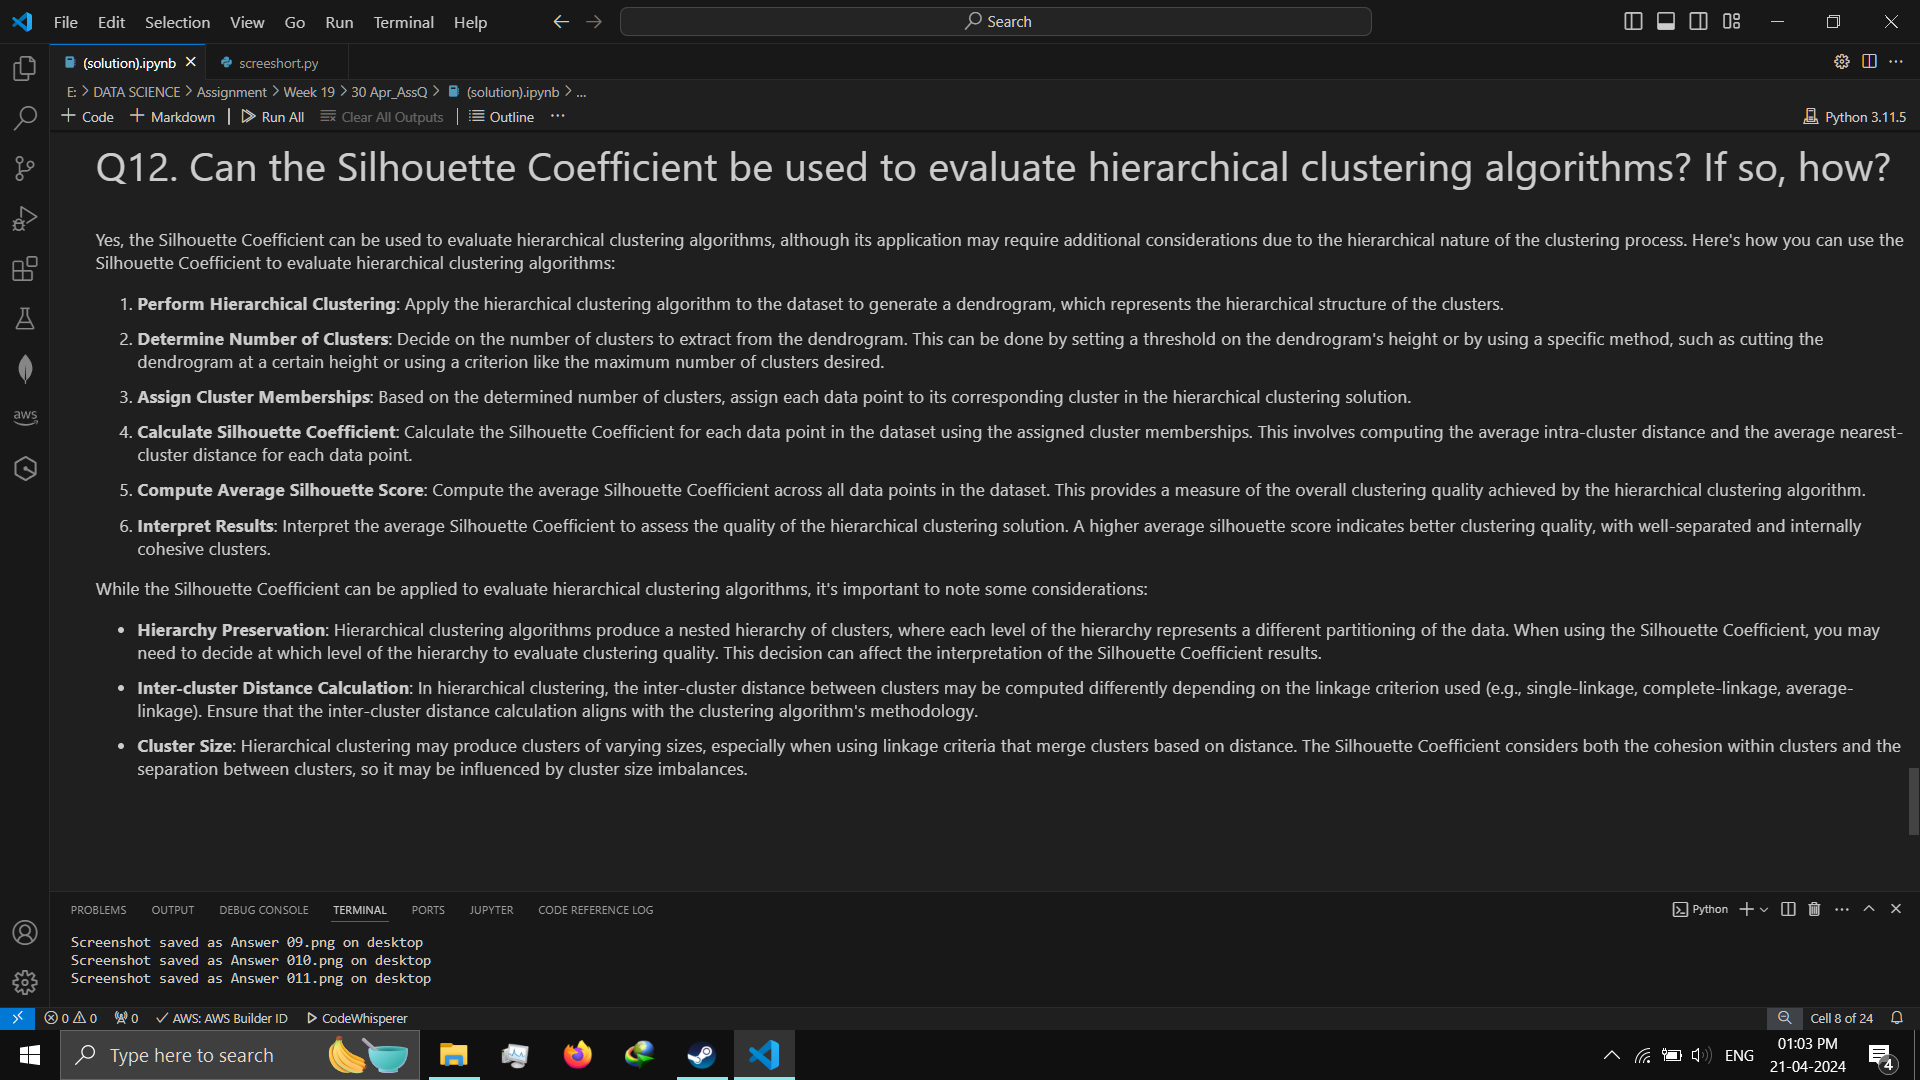 File Edit Selection View Go Run Terminal Help Search
(solution).ipynb screeshort.py
E: > DATA SCIENCE > Assignment > Week 19 > 30 Apr_AssQ > (solution).ipynb > ...
+ Code + Markdown | Run All Clear All Outputs | Outline ... Python 3.11.5
Q12. Can the Silhouette Coefficient be used to evaluate hierarchical clustering algorithms? If so, how?
Yes, the Silhouette Coefficient can be used to evaluate hierarchical clustering algorithms, although its application may require additional considerations due to the hierarchical nature of the clustering process. Here's how you can use the
Silhouette Coefficient to evaluate hierarchical clustering algorithms:
1. Perform Hierarchical Clustering: Apply the hierarchical clustering algorithm to the dataset to generate a dendrogram, which represents the hierarchical structure of the clusters.
2. Determine Number of Clusters: Decide on the number of clusters to extract from the dendrogram. This can be done by setting a threshold on the dendrogram's height or by using a specific method, such as cutting the
dendrogram at a certain height or using a criterion like the maximum number of clusters desired.
3. Assign Cluster Memberships: Based on the determined number of clusters, assign each data point to its corresponding cluster in the hierarchical clustering solution.
4. Calculate Silhouette Coefficient: Calculate the Silhouette Coefficient for each data point in the dataset using the assigned cluster memberships. This involves computing the average intra-cluster distance and the average nearest-
cluster distance for each data point.
5. Compute Average Silhouette Score: Compute the average Silhouette Coefficient across all data points in the dataset. This provides a measure of the overall clustering quality achieved by the hierarchical clustering algorithm.
6. Interpret Results: Interpret the average Silhouette Coefficient to assess the quality of the hierarchical clustering solution. A higher average silhouette score indicates better clustering quality, with well-separated and internally
cohesive clusters.
While the Silhouette Coefficient can be applied to evaluate hierarchical clustering algorithms, it's important to note some considerations:
• Hierarchy Preservation: Hierarchical clustering algorithms produce a nested hierarchy of clusters, where each level of the hierarchy represents a different partitioning of the data. When using the Silhouette Coefficient, you may
need to decide at which level of the hierarchy to evaluate clustering quality. This decision can affect the interpretation of the Silhouette Coefficient results.
• Inter-cluster Distance Calculation: In hierarchical clustering, the inter-cluster distance between clusters may be computed differently depending on the linkage criterion used (e.g., single-linkage, complete-linkage, average-
linkage). Ensure that the inter-cluster distance calculation aligns with the clustering algorithm's methodology.
• Cluster Size: Hierarchical clustering may produce clusters of varying sizes, especially when using linkage criteria that merge clusters based on distance. The Silhouette Coefficient considers both the cohesion within clusters and the
separation between clusters, so it may be influenced by cluster size imbalances.
aws
PROBLEMS OUTPUT DEBUG CONSOLE TERMINAL PORTS JUPYTER CODE REFERENCE LOG Python
Screenshot saved as Answer 09.png on desktop
Screenshot saved as Answer 010.png on desktop
Screenshot saved as Answer 011.png on desktop
0 0 0 AWS: AWS Builder ID CodeWhisperer Cell 8 of 24
Type here to search ENG 01:03 PM
21-04-2024 4